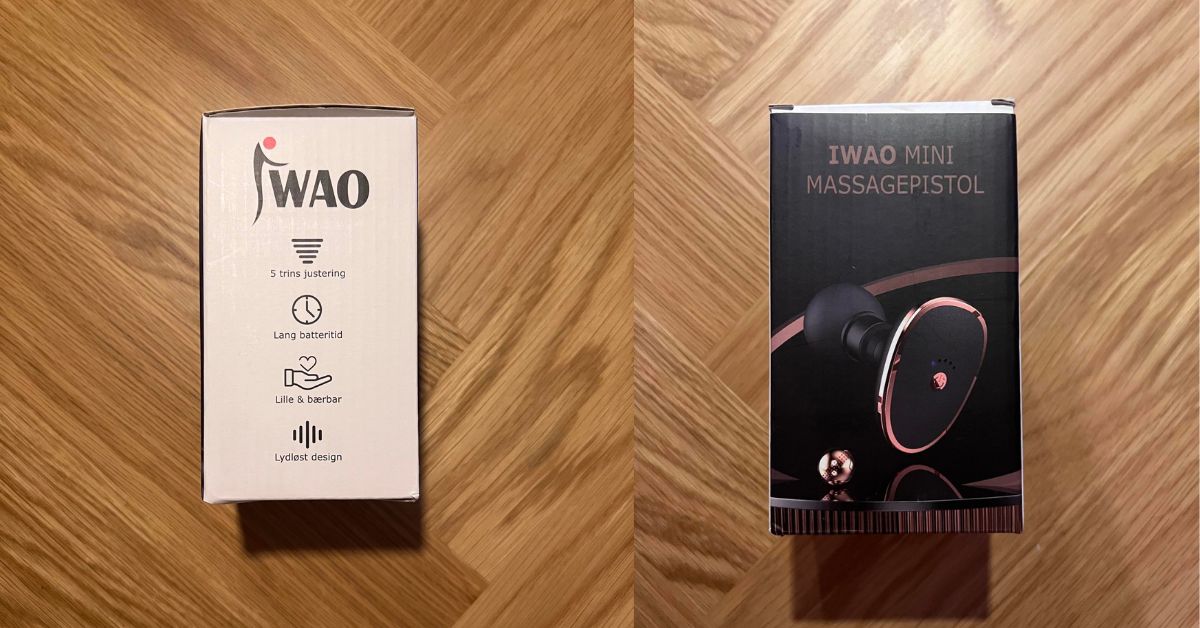 IWAO
5 trins justering
Lang batteritid
Lille & bærbar
Lydløst design
IWAO MINI
MASSAGEPISTOL